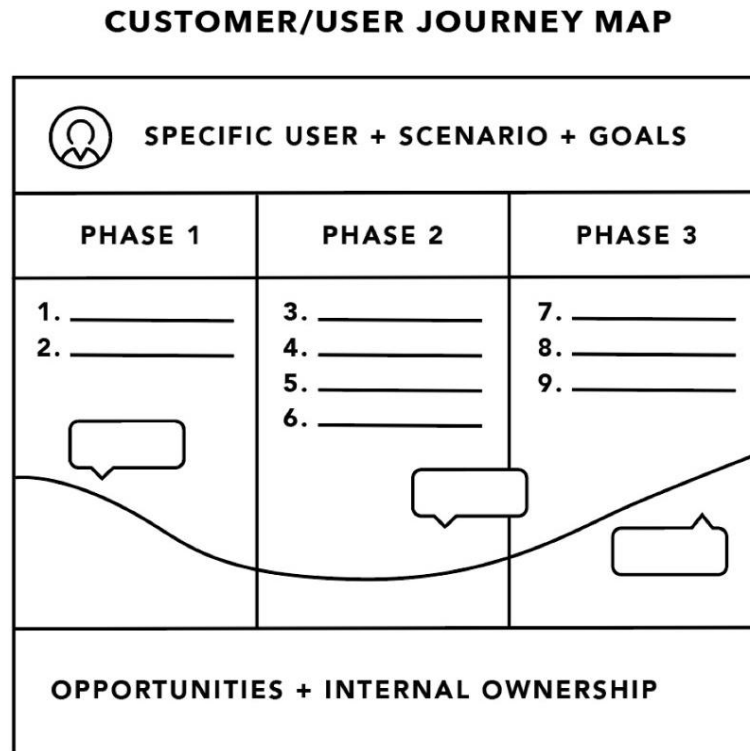 CUSTOMER/USER JOURNEY MAP
SPECIFIC USER + SCENARIO + GOALS
PHASE 1
PHASE 2
PHASE 3
1.
2.
3.
4.
5.
6.
7.
8.
9.
OPPORTUNITIES + INTERNAL OWNERSHIP